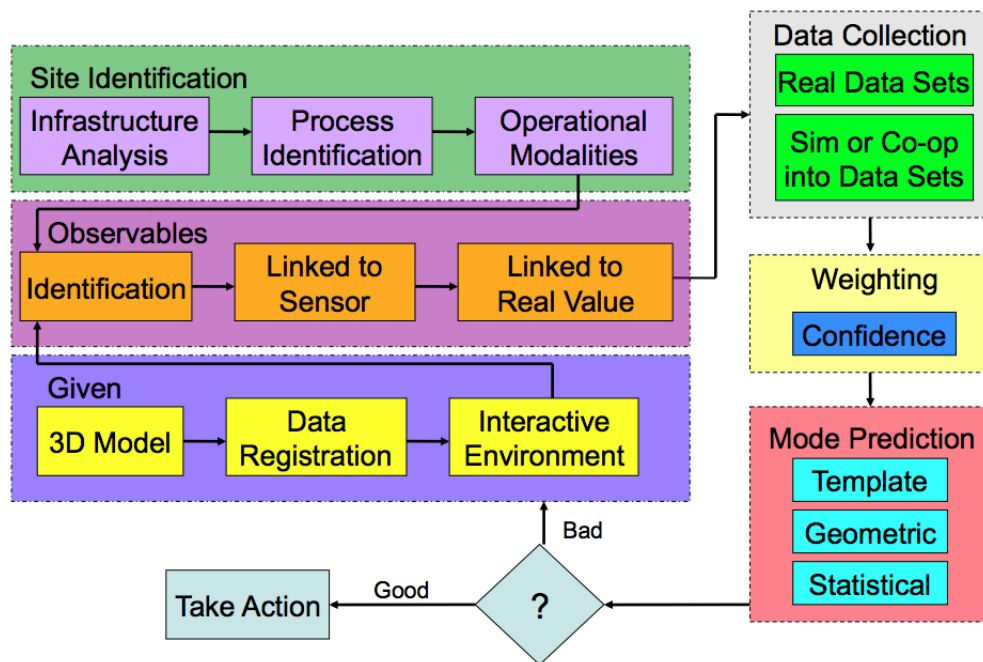 Site Identification
Infrastructure
Analysis
Process
Identification
Operational
Modalities
Observables
Identification
Linked to
Sensor
Linked to
Real Value
Given
3D Model
Data
Registration
Interactive
Environment
Data Collection
Real Data Sets
Sim or Co-op
into Data Sets
Weighting
Confidence
Mode Prediction
Template
Geometric
Statistical
?
Bad
Good
Take Action